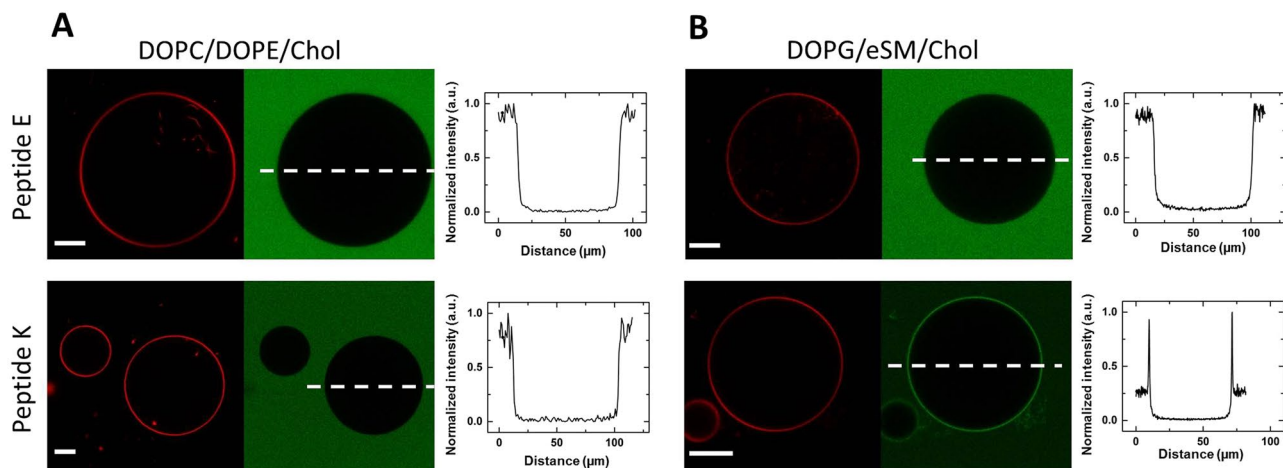 A
DOPC/DOPE/Chol
B
DOPG/eSM/Chol
Peptide E
Normalized intensity (a.u.)
1.0
0.5
0.0
0 50 100
Distance (µm)
Normalized intensity (a.u.)
1.0
0.5
0.0
0 50 100
Distance (µm)
Peptide K
Normalized intensity (a.u.)
1.0
0.5
0.0
0 50 100
Distance (µm)
Normalized intensity (a.u.)
1.0
0.5
0.0
0 25 50 75 100 125
Distance (µm)